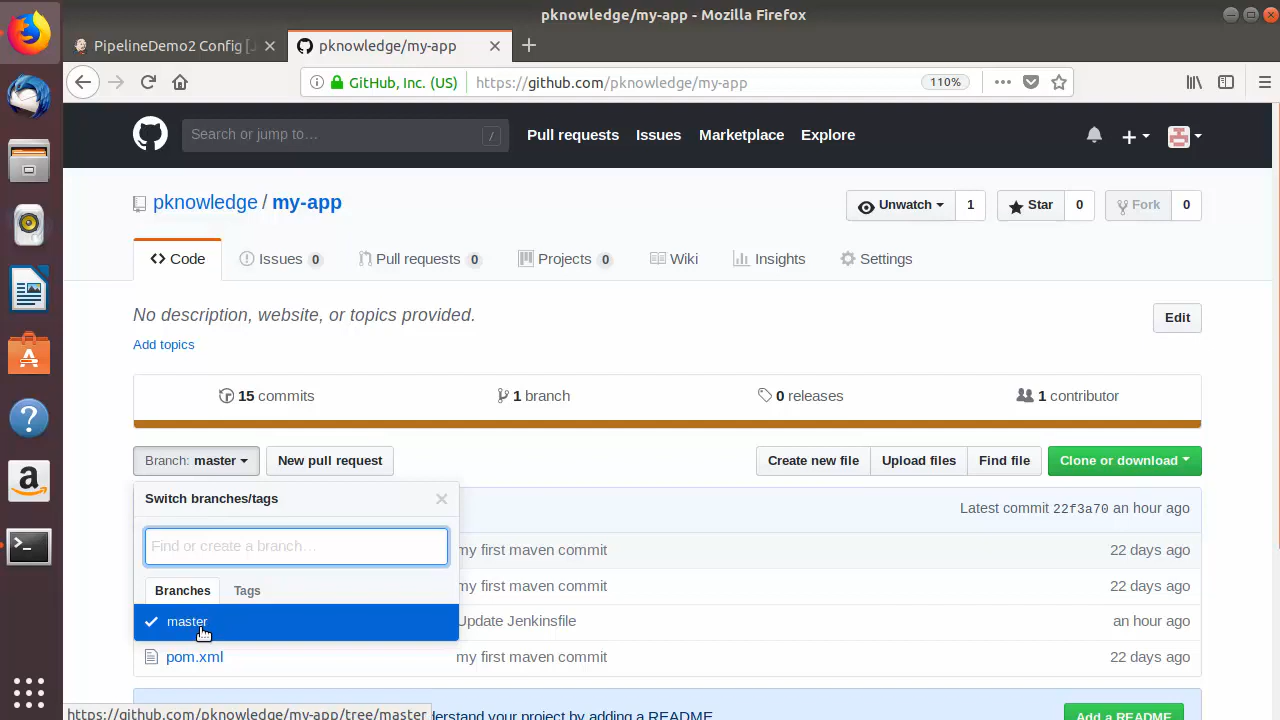 pknowledge/my-app - Mozilla Firefox
PipelineDemo2 Config [
pknowledge/my-app
GitHub, Inc. (US)
https://github.com/pknowledge/my-app
110%
Search or jump to…
/
Pull requests
Issues
Marketplace
Explore
pknowledge / my-app
Unwatch
1
Star
0
Fork
0
Code
Issues 0
Pull requests 0
Projects 0
Wiki
Insights
Settings
No description, website, or topics provided.
Edit
Add topics
15 commits
1 branch
0 releases
1 contributor
Branch: master
New pull request
Create new file
Upload files
Find file
Clone or download
Switch branches/tags
Latest commit 22f3a70 an hour ago
Find or create a branch…
my first maven commit
22 days ago
Branches
Tags
my first maven commit
22 days ago
master
Update Jenkinsfile
an hour ago
pom.xml
my first maven commit
22 days ago
https://github.com/pknowledge/my-app/tree/master
derstand your project by adding a README.
Add a README